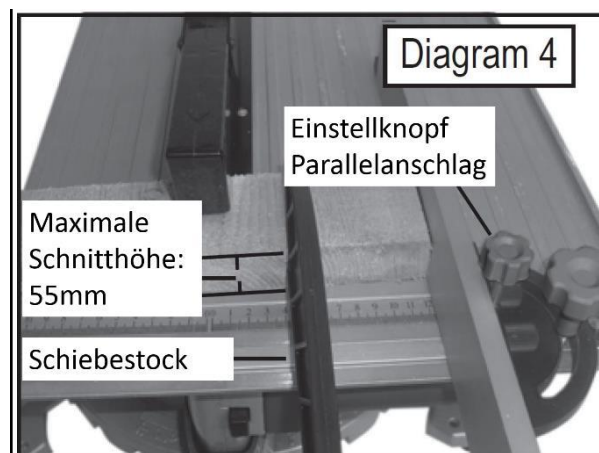 Diagram 4
Einstellknopf
Parallelanschlag
Maximale
Schnitthöhe:
55mm
Schiebestock